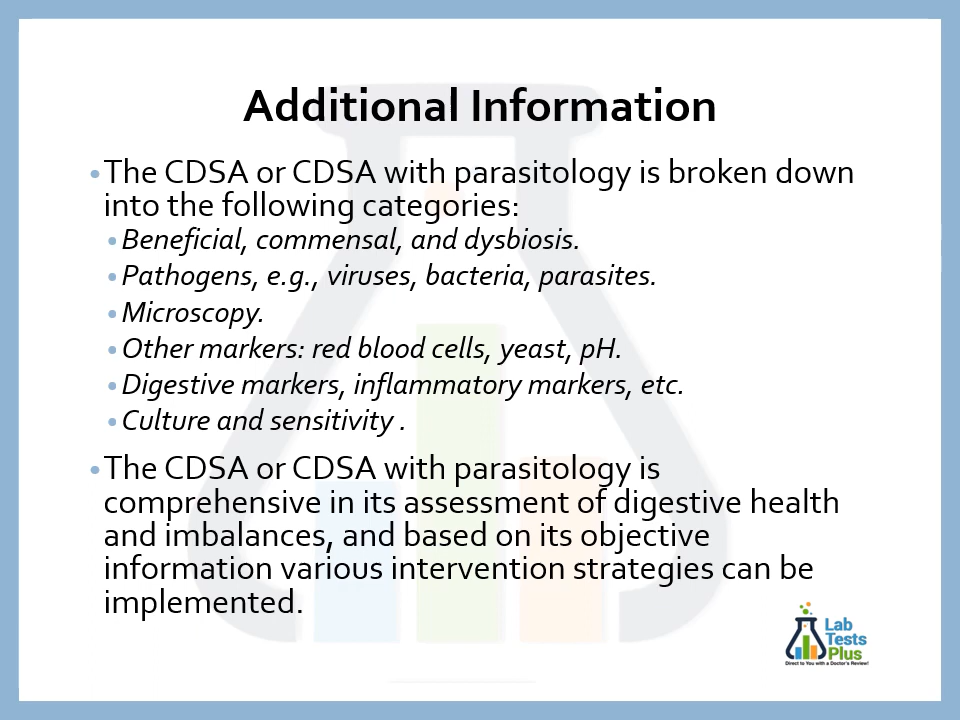 Additional Information
•The CDSA or CDSA with parasitology is broken down
into the following categories:
•Beneficial, commensal, and dysbiosis.
•Pathogens, e.g., viruses, bacteria, parasites.
•Microscopy.
•Other markers: red blood cells, yeast, pH.
•Digestive markers, inflammatory markers, etc.
•Culture and sensitivity .
•The CDSA or CDSA with parasitology is
comprehensive in its assessment of digestive health
and imbalances, and based on its objective
information various intervention strategies can be
implemented.
Lab
Tests
Plus
Direct to You with a Doctor's Review!